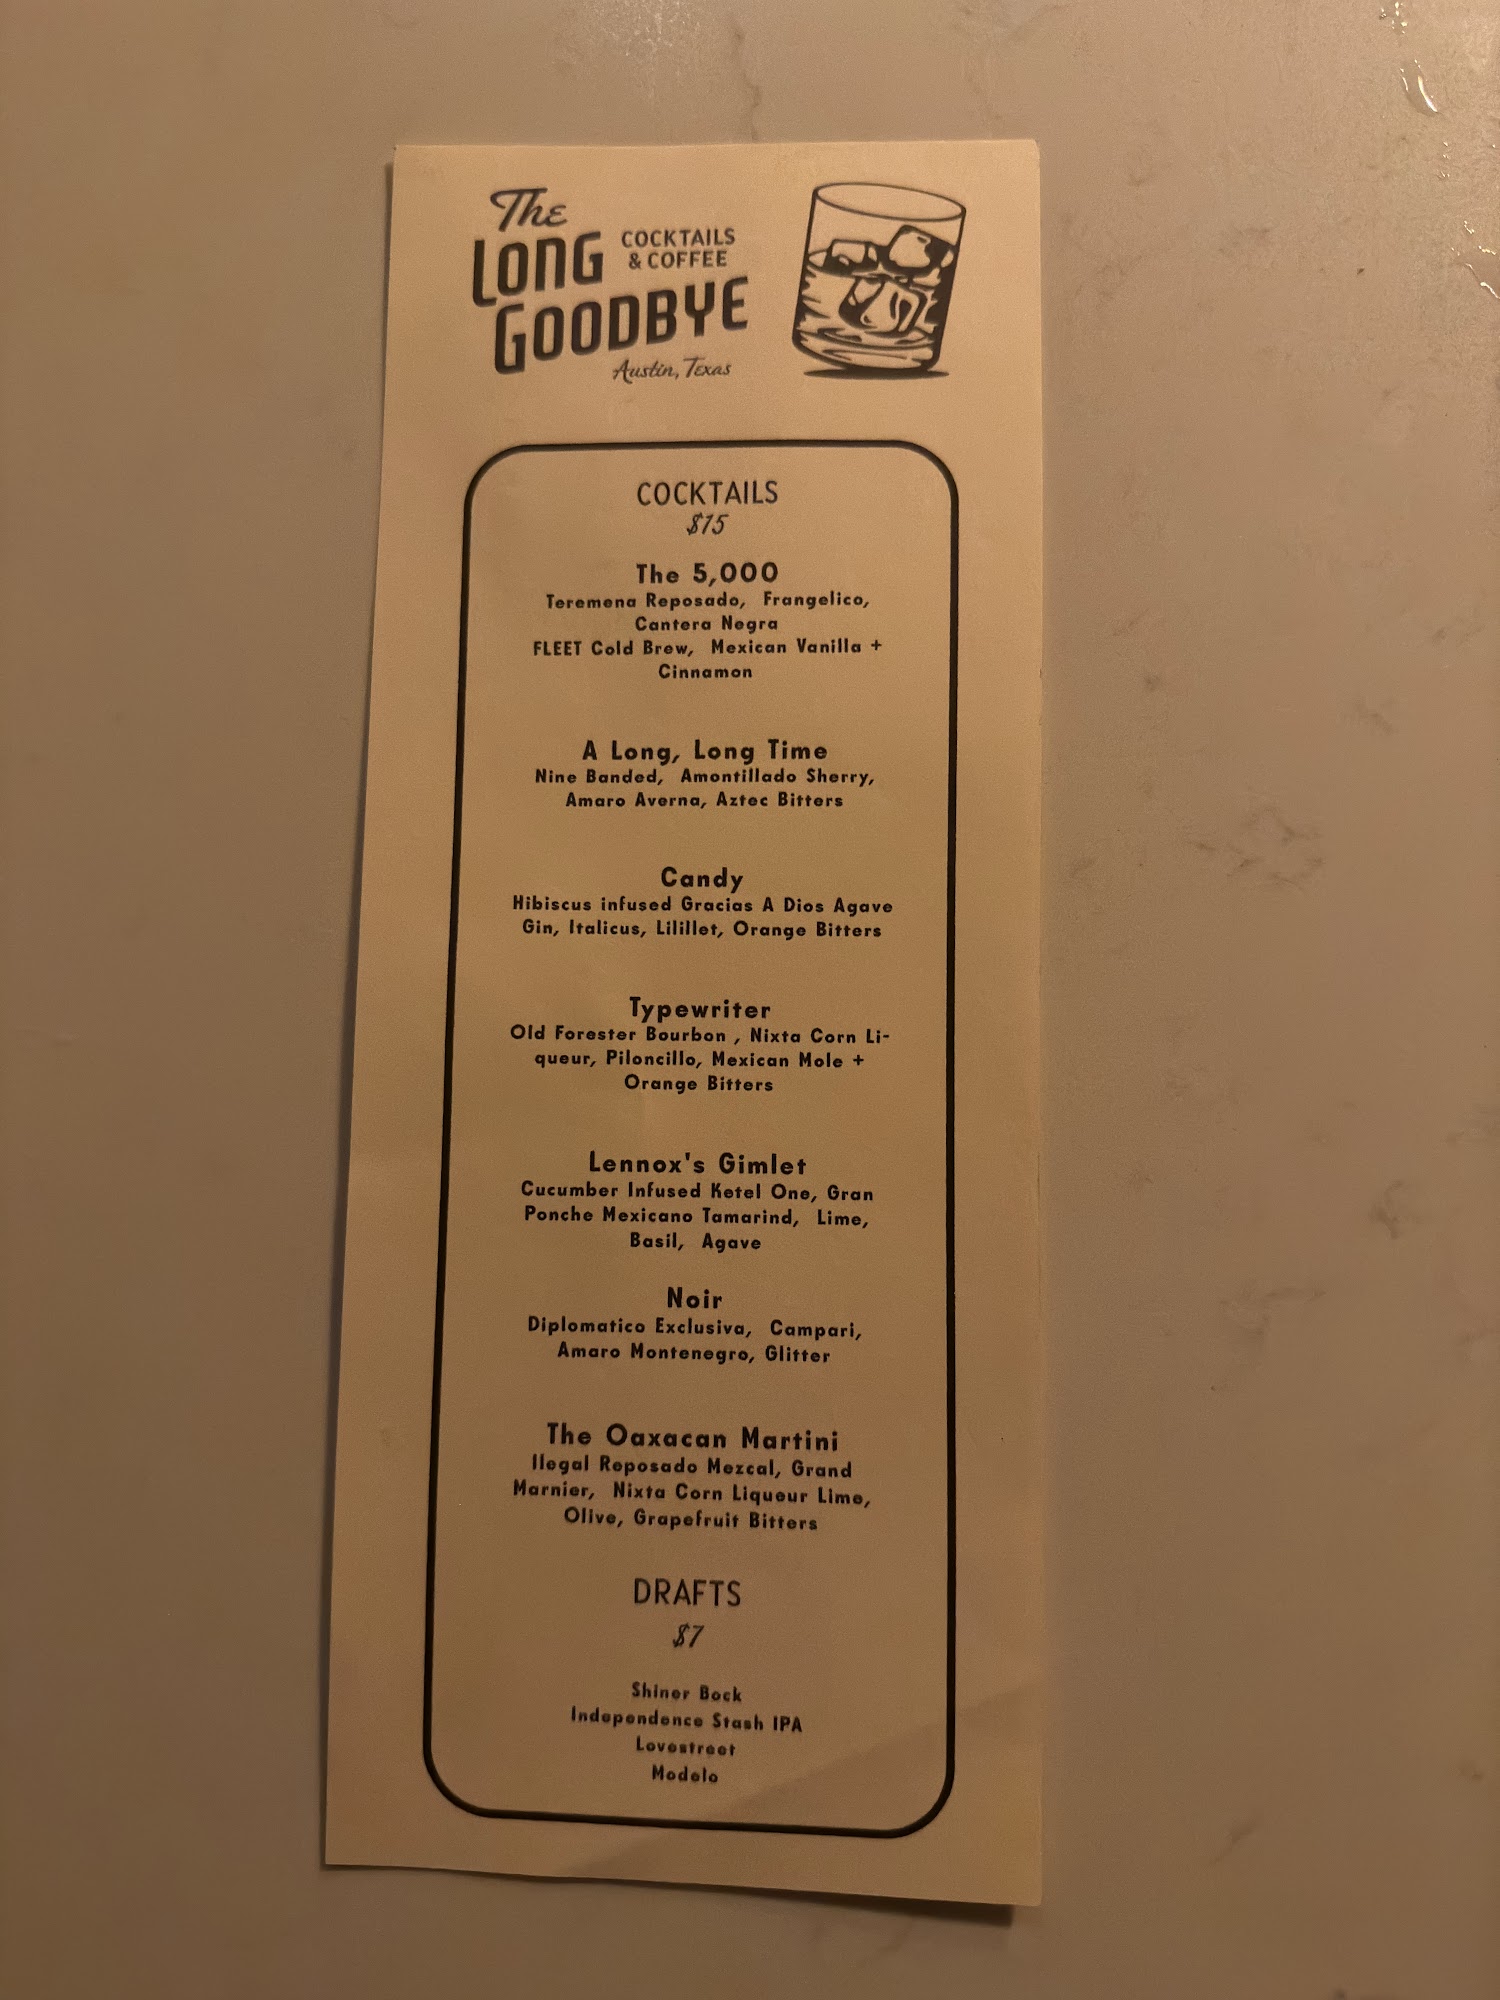 The
LONG
COCKTAILS
& COFFEE
GOODBYE
Austin, Texas
COCKTAILS
$15
The 5,000
Teremena Reposado, Frangelico,
Cantera Negra
FLEET Cold Brew, Mexican Vanilla +
Cinnamon
A Long, Long Time
Nine Banded, Amontillado Sherry,
Amaro Averna, Aztec Bitters
Candy
Hibiscus infused Gracias A Dios Agave
Gin, Italicus, Lilillet, Orange Bitters
Typewriter
Old Forester Bourbon , Nixta Corn Li-
queur, Piloncillo, Mexican Mole +
Orange Bitters
Lennox's Gimlet
Cucumber Infused Ketel One, Gran
Ponche Mexicano Tamarind, Lime,
Basil, Agave
Noir
Diplomatico Exclusiva, Campari,
Amaro Montenegro, Glitter
The Oaxacan Martini
Ilegal Reposado Mezcal, Grand
Marnier, Nixta Corn Liqueur Lime,
Olive, Grapefruit Bitters
DRAFTS
$7
Shiner Bock
Independence Stash IPA
Lovestreet
Modelo